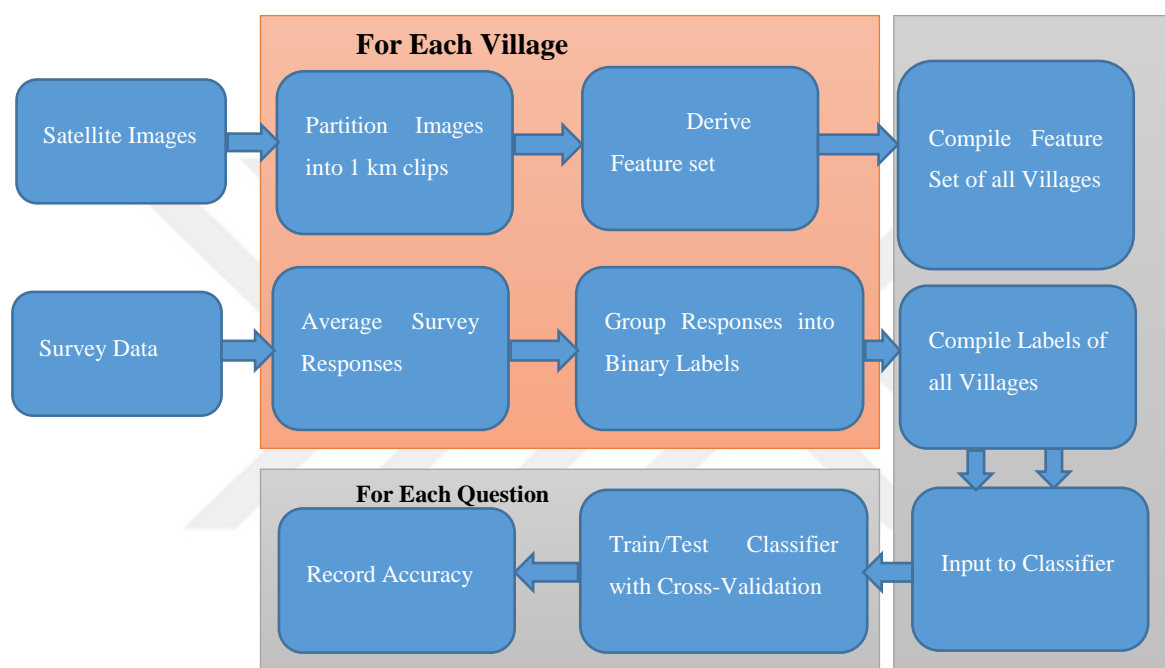 For Each Village
Satellite Images
Partition Images
into 1 km clips
Derive
Feature set
Compile Feature
Set of all Villages
Survey Data
Average Survey
Responses
Group Responses into
Binary Labels
Compile Labels of
all Villages
For Each Question
Record Accuracy
Train/Test Classifier
with Cross-Validation
Input to Classifier